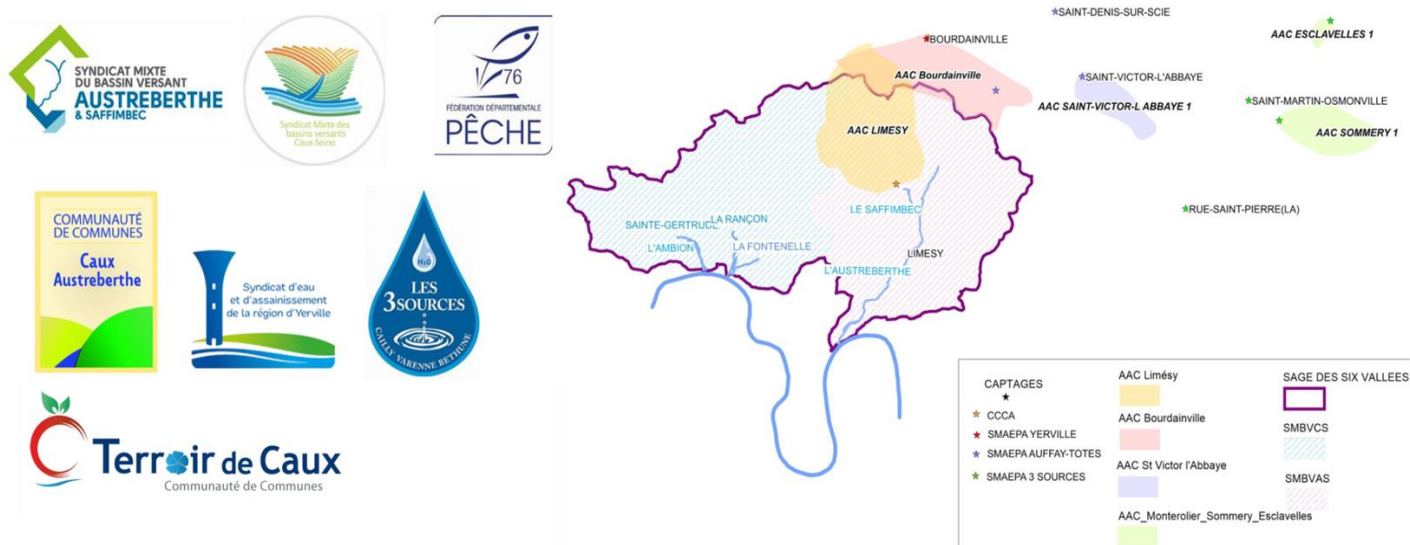 SYNDICAT MIXTE
DU BASSIN VERSANT
AUSTREBERTHE
& SAFFIMBEC
Syndicat Mixte des
bassins versants
Caux-Seine
76
FÉDÉRATION DÉPARTEMENTALE
PÊCHE
COMMUNAUTÉ
DE COMMUNES
Caux
Austreberthe
Syndicat d'eau
et d'assainissement
de la région d'Yerville
H2O
LES
3 SOURCES
CAILLY-VARENNE BETHUNE
Terroir de Caux
Communauté de Communes
SAINT-DENIS-SUR-SCIE
BOURDAINVILLE
AAC ESCLAVELLES 1
AAC Bourdainville
SAINT-VICTOR-L'ABBAYE
AAC SAINT-VICTOR-L ABBAYE 1
SAINT-MARTIN-OSMONVILLE
AAC SOMMERY 1
AAC LIMESY
RUE-SAINT-PIERRE(LA)
LE SAFFIMBEC
SAINTE-GERTRUDE
LA RANÇON
L'AMBION
LA FONTENELLE
LIMESY
L'AUSTREBERTHE
CAPTAGES
CCCA
SMAEPA YERVILLE
SMAEPA AUFFAY-TOTES
SMAEPA 3 SOURCES
AAC Limésy
AAC Bourdainville
AAC St Victor l'Abbaye
AAC_Monterolier_Sommery_Esclavelles
SAGE DES SIX VALLEES
SMBVCS
SMBVAS